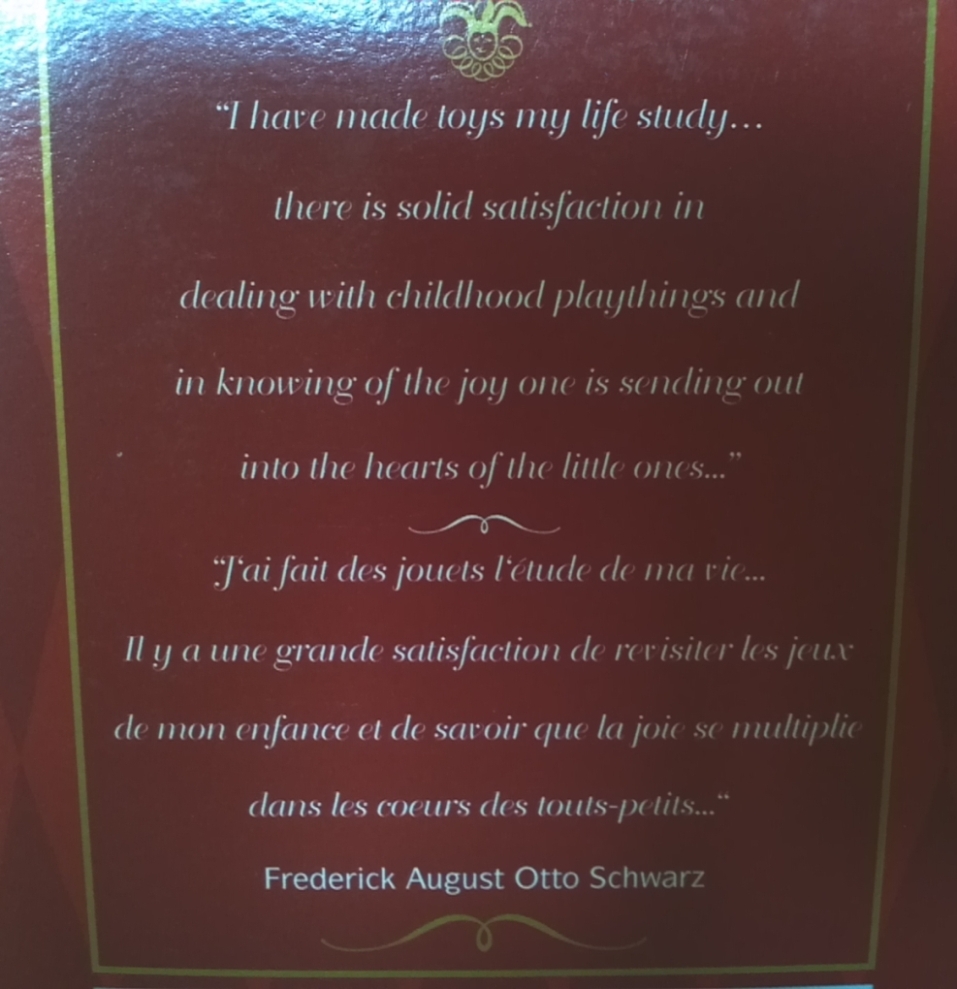 “I have made toys my life study...
there is solid satisfaction in
dealing with childhood playthings and
in knowing of the joy one is sending out
into the hearts of the little ones...”
“J‘ai fait des jouets l‘étude de ma vie...
Il y a une grande satisfaction de revisiter les jeux
de mon enfance et de savoir que la joie se multiplie
dans les coeurs des touts-petits...“
Frederick August Otto Schwarz